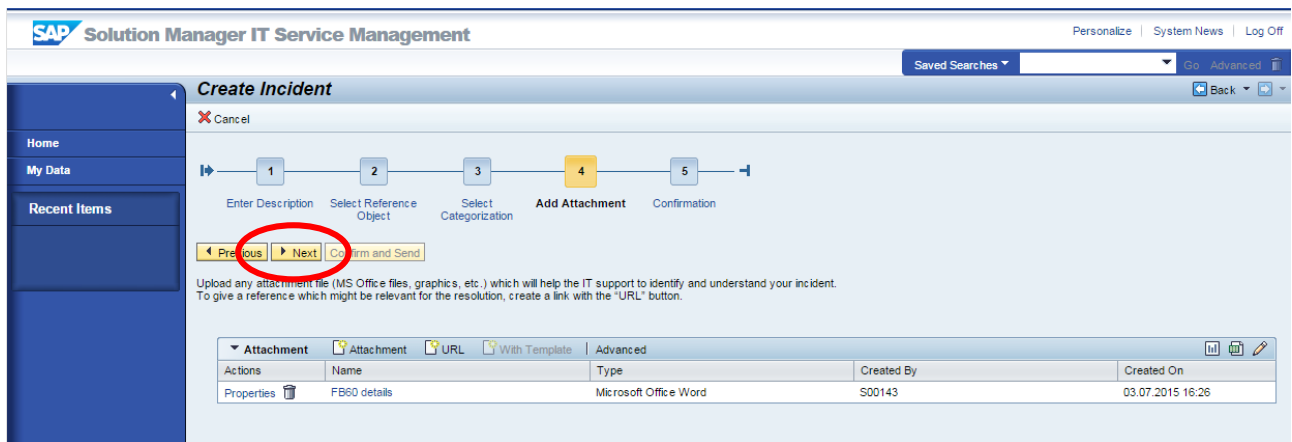 SAP Solution Manager IT Service Management
Personalize | System News | Log Off
Saved Searches Go Advanced
Create Incident
Back
Cancel
Home
My Data
Recent Items
1 2 3 4 5
Enter Description Select Reference Object Select Categorization Add Attachment Confirmation
Previous Next Confirm and Send
Upload any attachment file (MS Office files, graphics, etc.) which will help the IT support to identify and understand your incident.
To give a reference which might be relevant for the resolution, create a link with the "URL" button.
Attachment Attachment URL With Template | Advanced
Actions Name Type Created By Created On
Properties FB60 details Microsoft Office Word S00143 03.07.2015 16:26